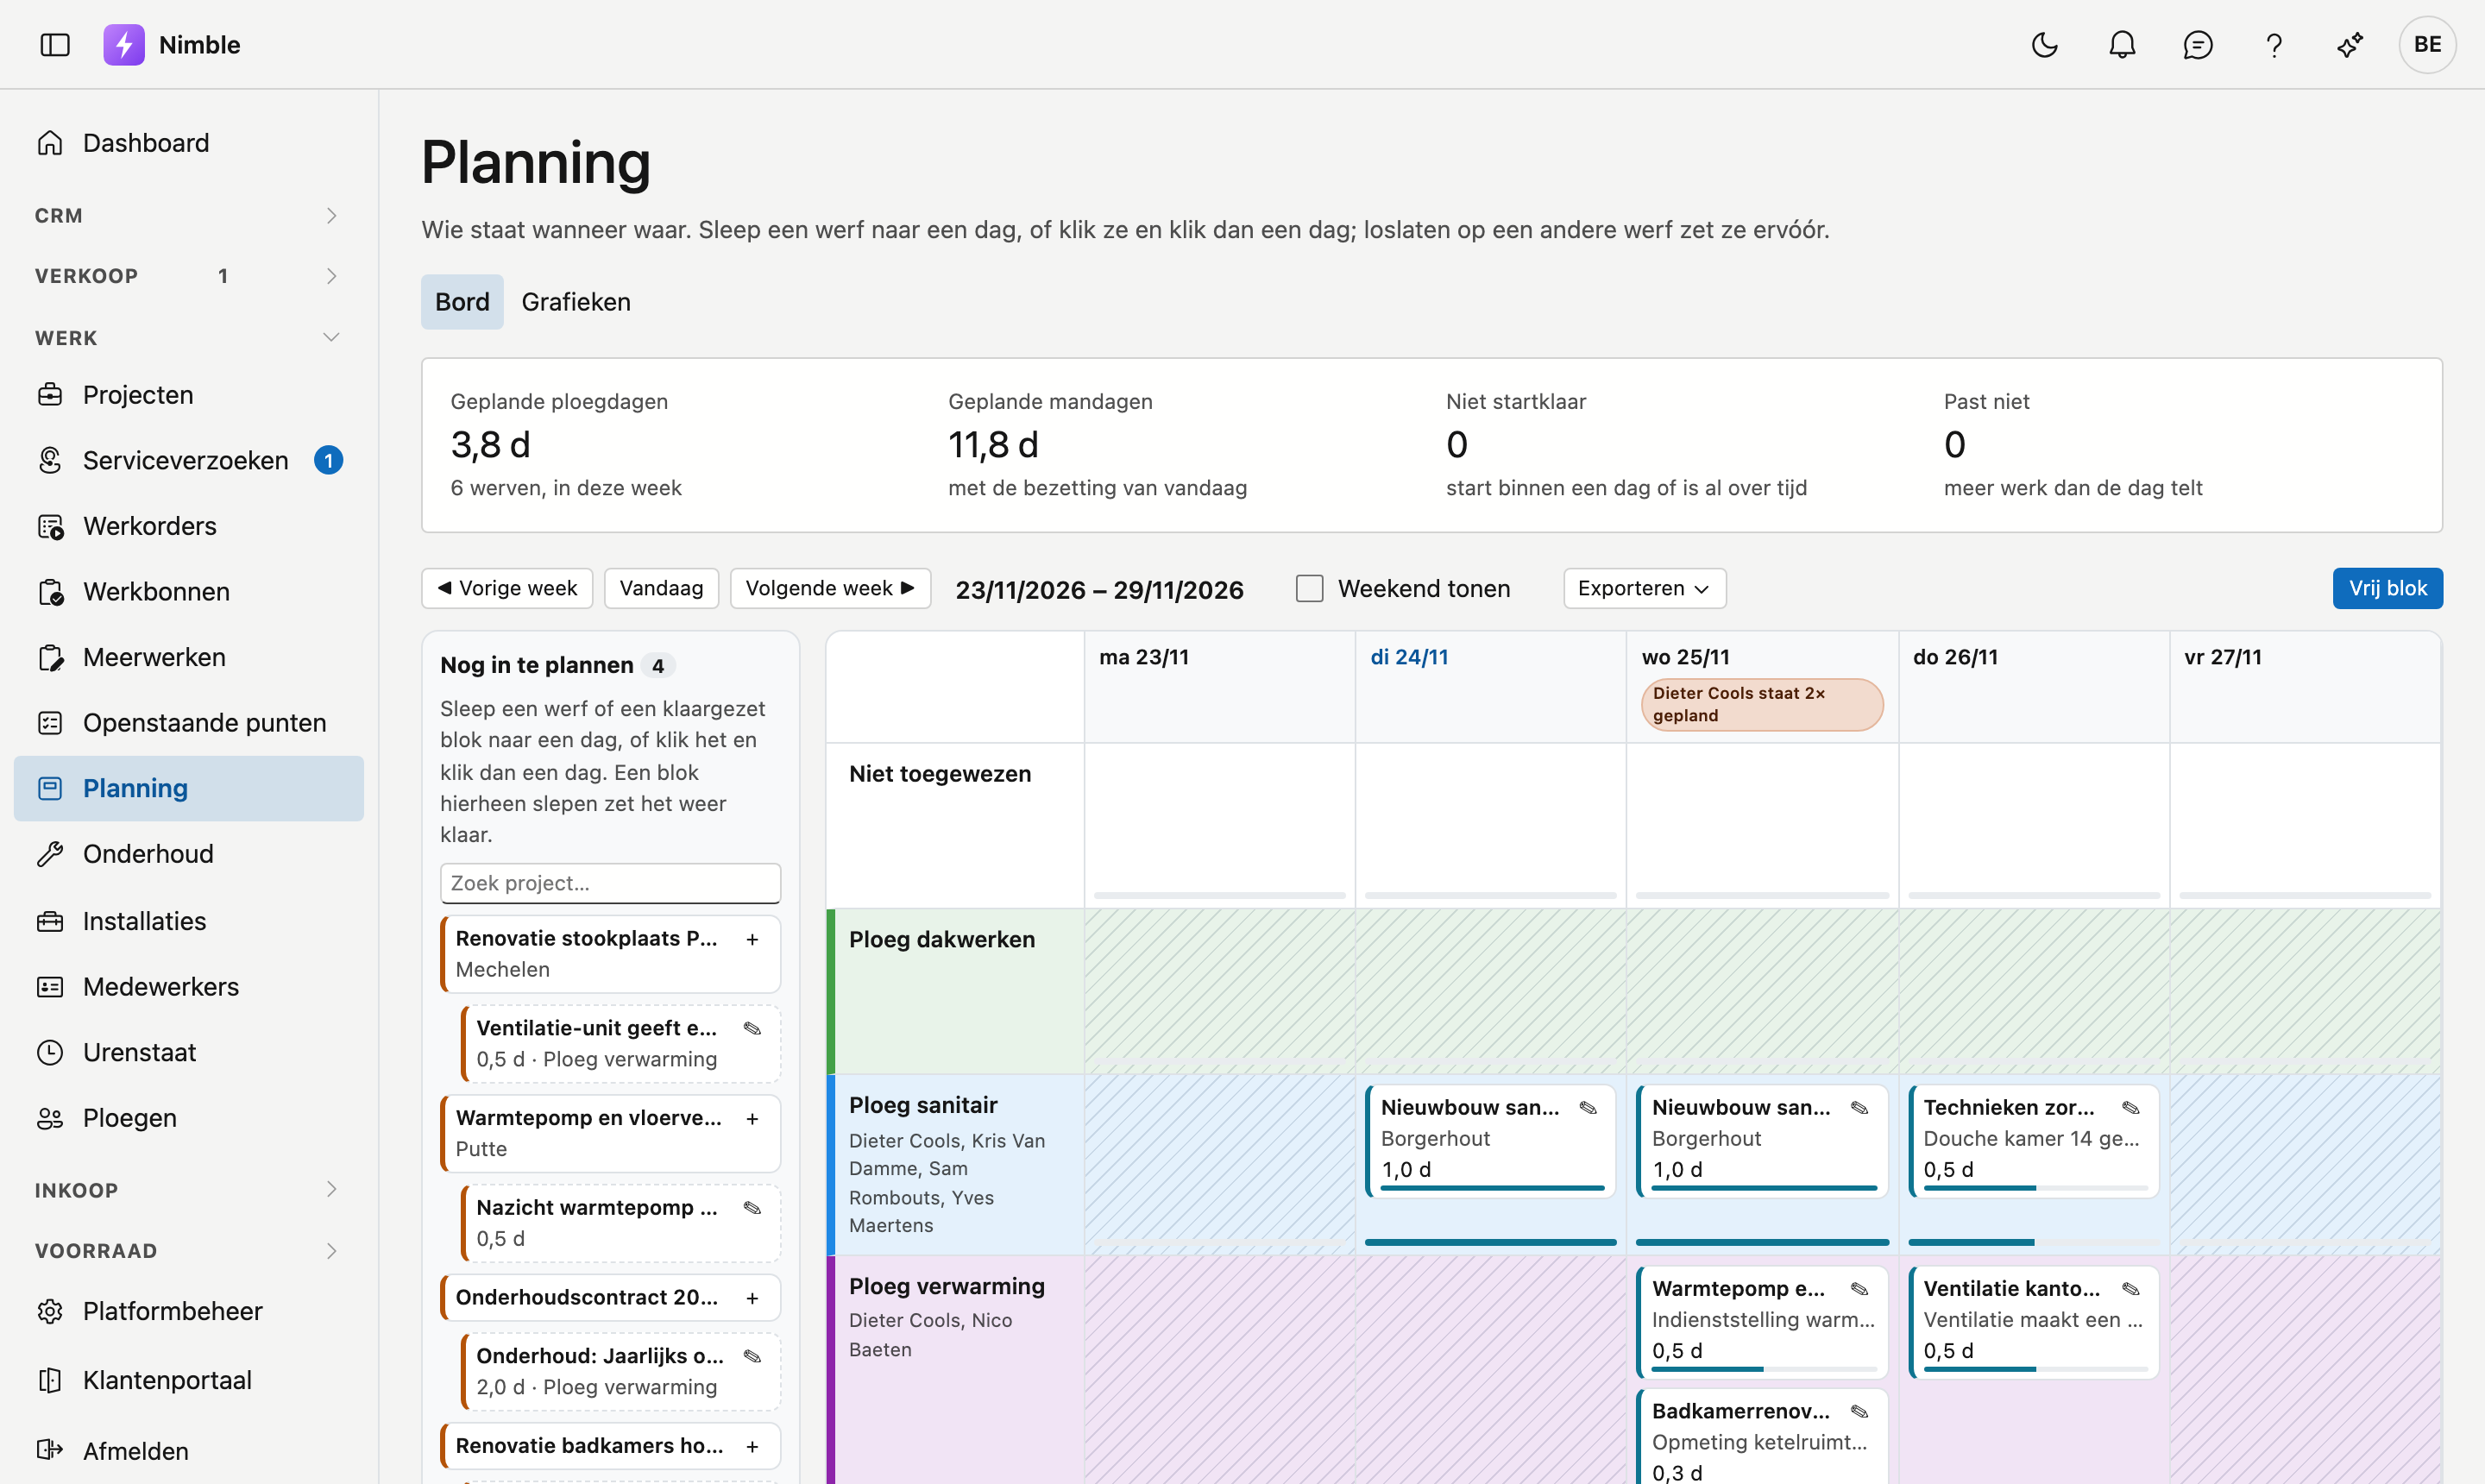 Nimble
BE
Dashboard
CRM
VERKOOP 1
WERK
Projecten
Serviceverzoeken 1
Werkorders
Werkbonnen
Meerwerken
Openstaande punten
Planning
Onderhoud
Installaties
Medewerkers
Urenstaat
Ploegen
INKOOP
VOORRAAD
Platformbeheer
Klantenportaal
Afmelden
Planning
Wie staat wanneer waar. Sleep een werf naar een dag, of klik ze en klik dan een dag; loslaten op een andere werf zet ze ervóór.
Bord Grafieken
Geplande ploegdagen
3,8 d
6 werven, in deze week
Geplande mandagen
11,8 d
met de bezetting van vandaag
Niet startklaar
0
start binnen een dag of is al over tijd
Past niet
0
meer werk dan de dag telt
◀ Vorige week Vandaag Volgende week ▶ 23/11/2026 – 29/11/2026 Weekend tonen Exporteren Vrij blok
Nog in te plannen 4
Sleep een werf of een klaargezet
blok naar een dag, of klik het en
klik dan een dag. Een blok
hierheen slepen zet het weer
klaar.
Zoek project...
Renovatie stookplaats P... +
Mechelen
Ventilatie-unit geeft e... ✎
0,5 d · Ploeg verwarming
Warmtepomp en vloerve... +
Putte
Nazicht warmtepomp ... ✎
0,5 d
Onderhoudscontract 20... +
Onderhoud: Jaarlijks o... ✎
2,0 d · Ploeg verwarming
Renovatie badkamers ho... +
ma 23/11
di 24/11
wo 25/11
Dieter Cools staat 2×
gepland
do 26/11
vr 27/11
Niet toegewezen
Ploeg dakwerken
Ploeg sanitair
Dieter Cools, Kris Van
Damme, Sam
Rombouts, Yves
Maertens
Nieuwbouw san... ✎
Borgerhout
1,0 d
Nieuwbouw san... ✎
Borgerhout
1,0 d
Technieken zor... ✎
Douche kamer 14 ge...
0,5 d
Ploeg verwarming
Dieter Cools, Nico
Baeten
Warmtepomp e... ✎
Indienststelling warm...
0,5 d
Badkamerrenov... ✎
Opmeting ketelruimt...
0,3 d
Ventilatie kanto... ✎
Ventilatie maakt een ...
0,5 d